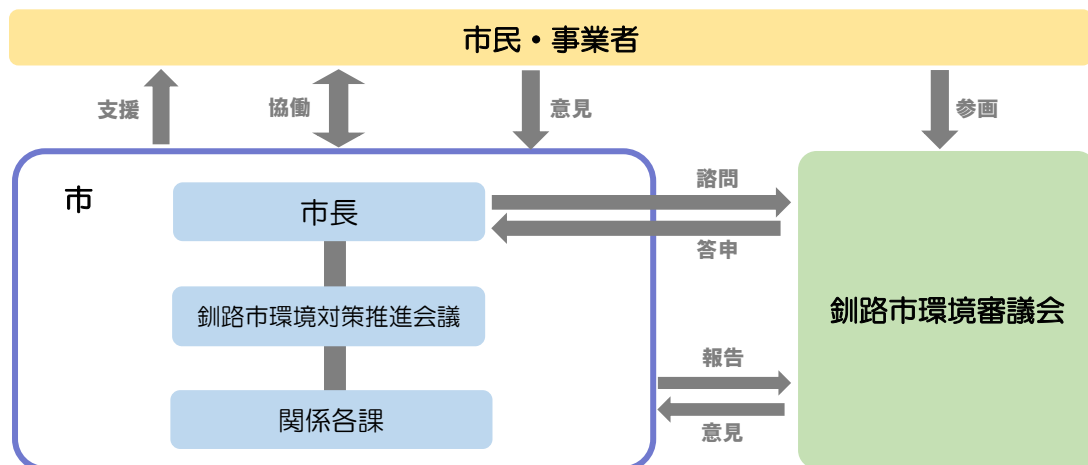 市民・事業者
支援
協働
意見
参画
市
市長
諮問
答申
釧路市環境対策推進会議
釧路市環境審議会
報告
意見
関係各課